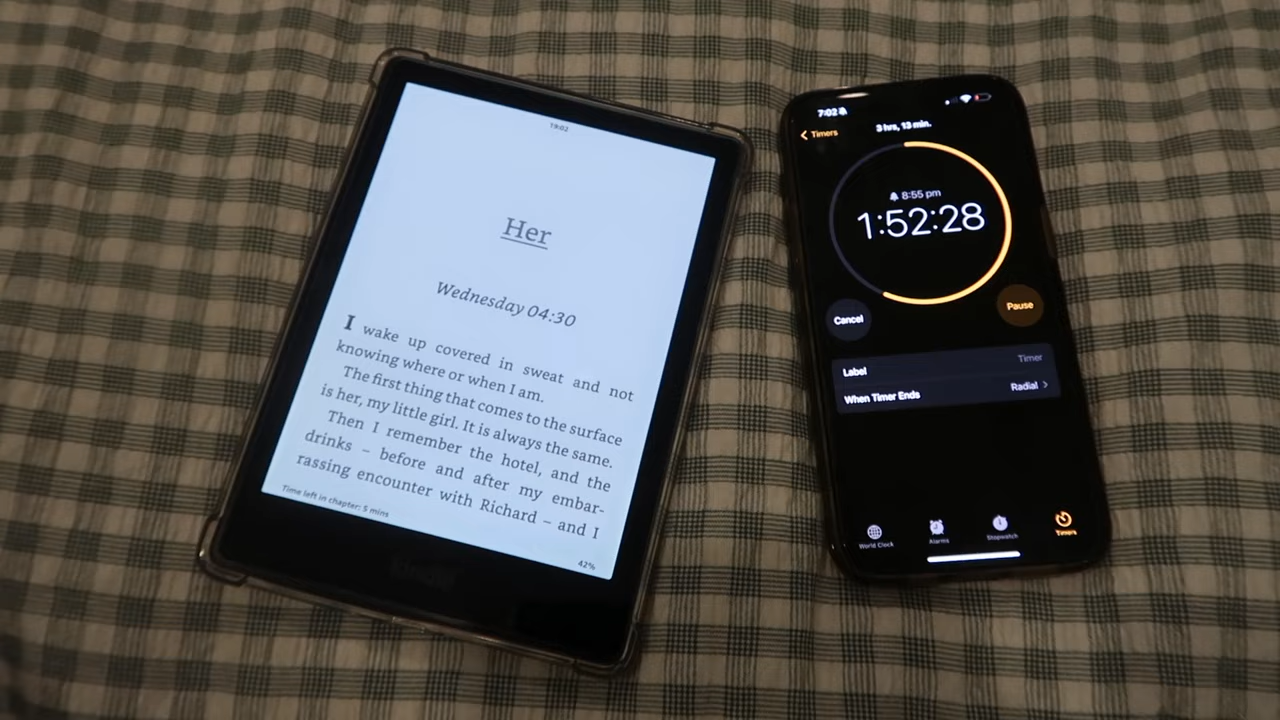 19:02
Her
Wednesday 04:30
I wake up covered in sweat and not
knowing where or when I am.
The first thing that comes to the surface
is her, my little girl. It is always the same.
Then I remember the hotel, and the
drinks – before and after my embar-
rassing encounter with Richard – and I
Time left in chapter: 5 mins
42%
7:02
Timers
3 hrs, 13 min.
8:55 pm
1:52:28
Cancel
Pause
Label
Timer
When Timer Ends
Radial
World Clock
Alarms
Stopwatch
Timers